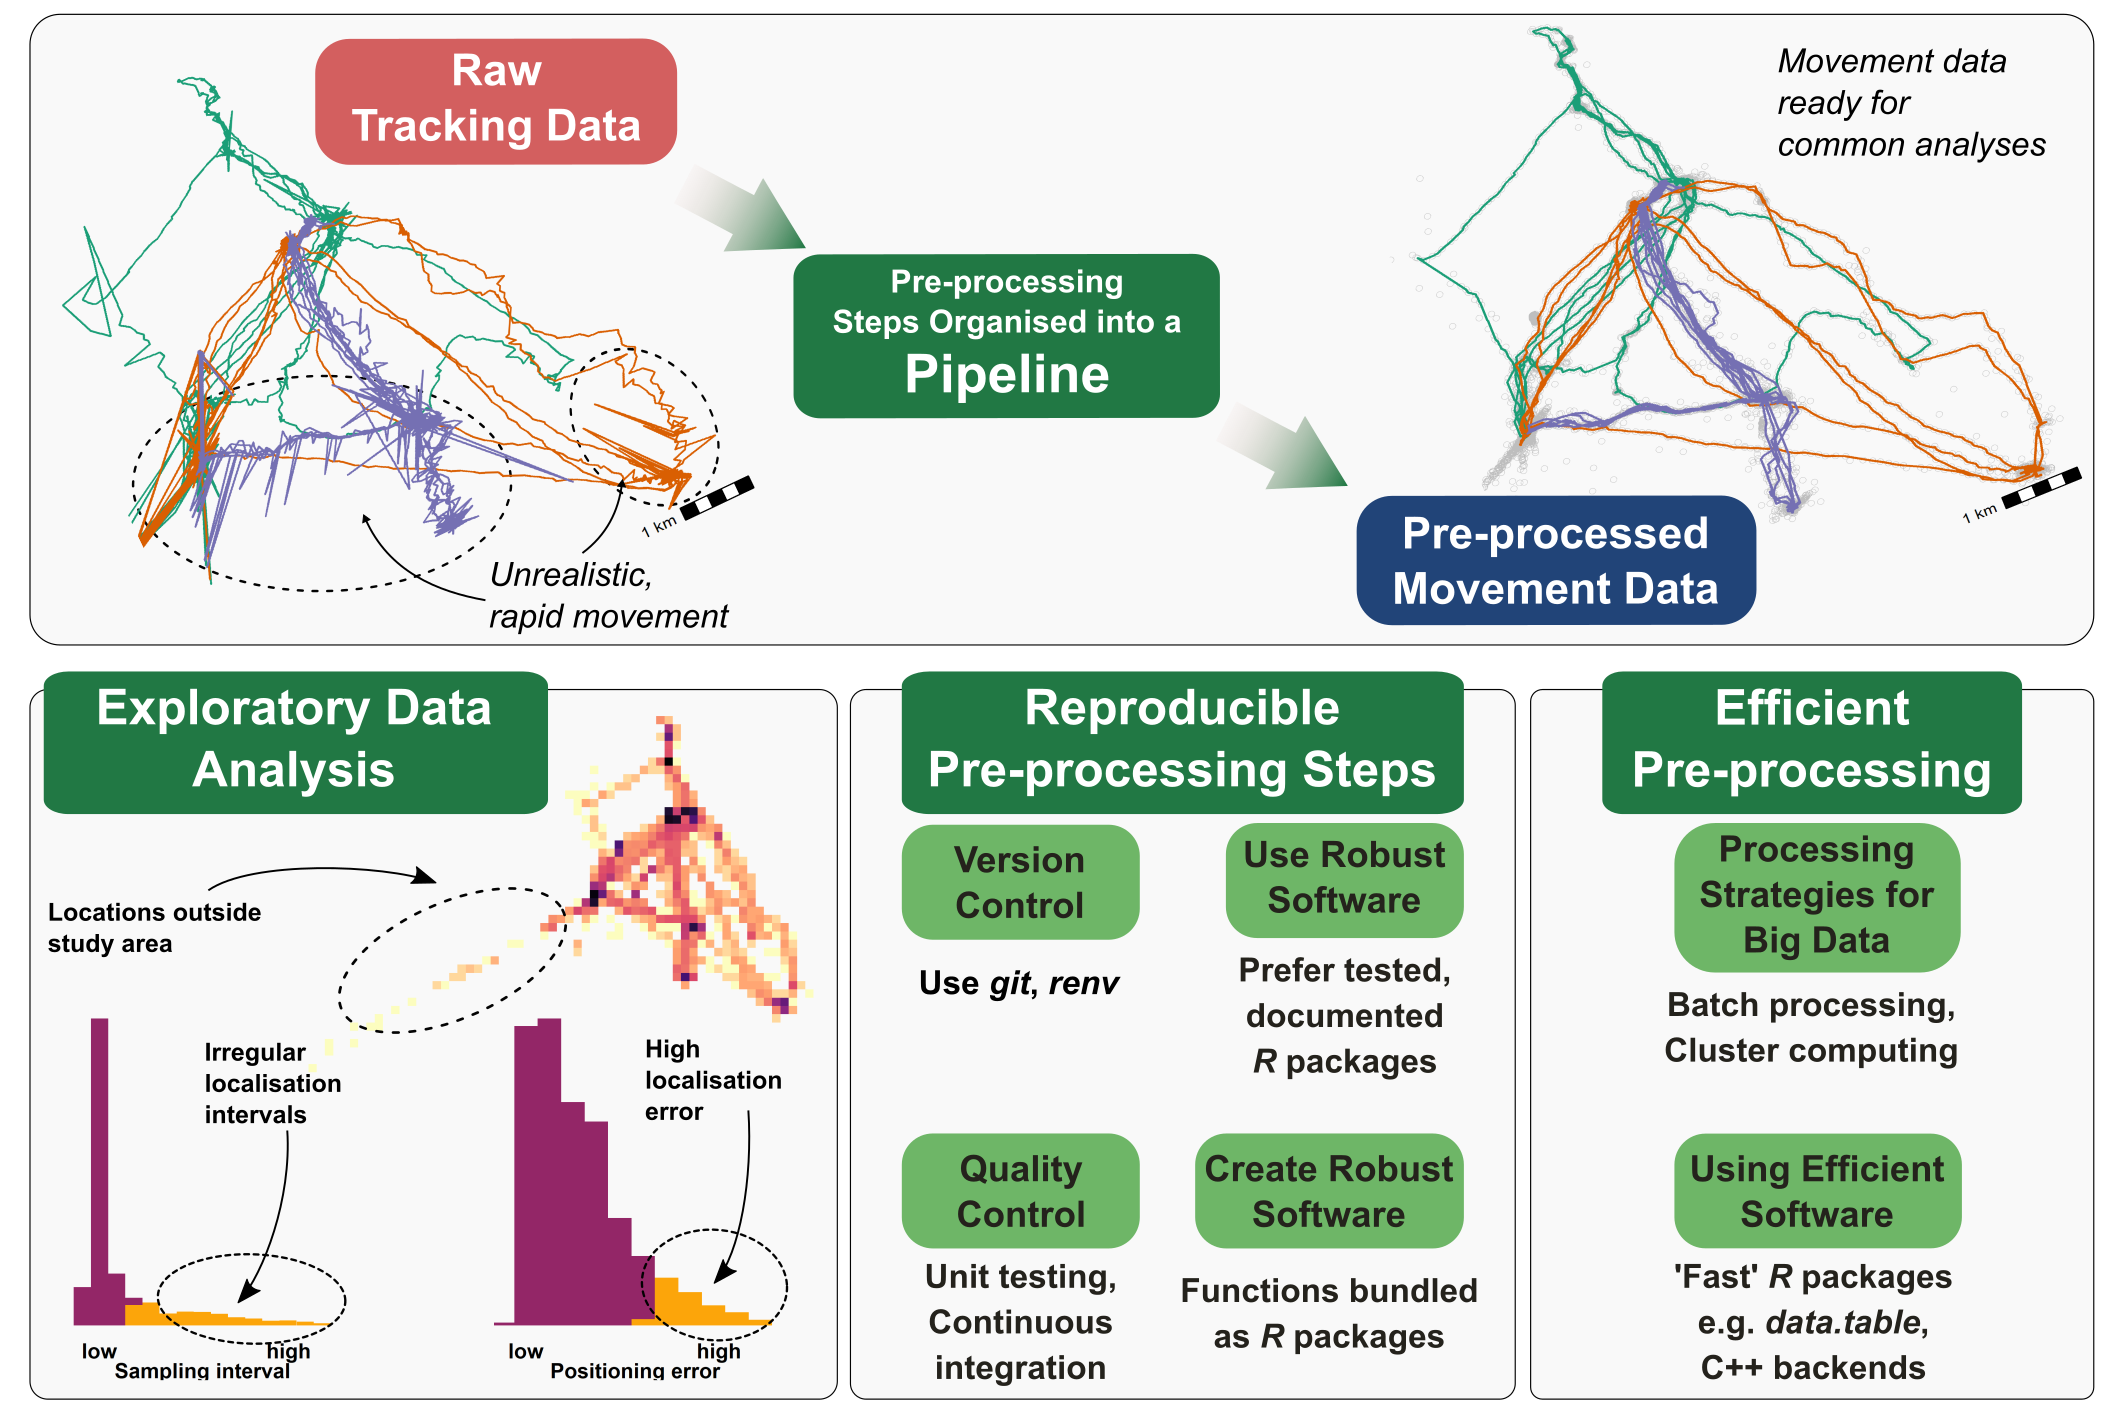 Raw
Tracking Data
Movement data
ready for
common analyses
Pre-processing
Steps Organised into a
Pipeline
1 km
1 km
Unrealistic,
rapid movement
Pre-processed
Movement Data
Exploratory Data
Analysis
Locations outside
study area
Irregular
localisation
intervals
High
localisation
error
low
high
Sampling interval
low
high
Positioning error
Reproducible
Pre-processing Steps
Version
Control
Use git, renv
Use Robust
Software
Prefer tested,
documented
R packages
Quality
Control
Unit testing,
Continuous
integration
Create Robust
Software
Functions bundled
as R packages
Efficient
Pre-processing
Processing
Strategies for
Big Data
Batch processing,
Cluster computing
Using Efficient
Software
'Fast' R packages
e.g. data.table,
C++ backends